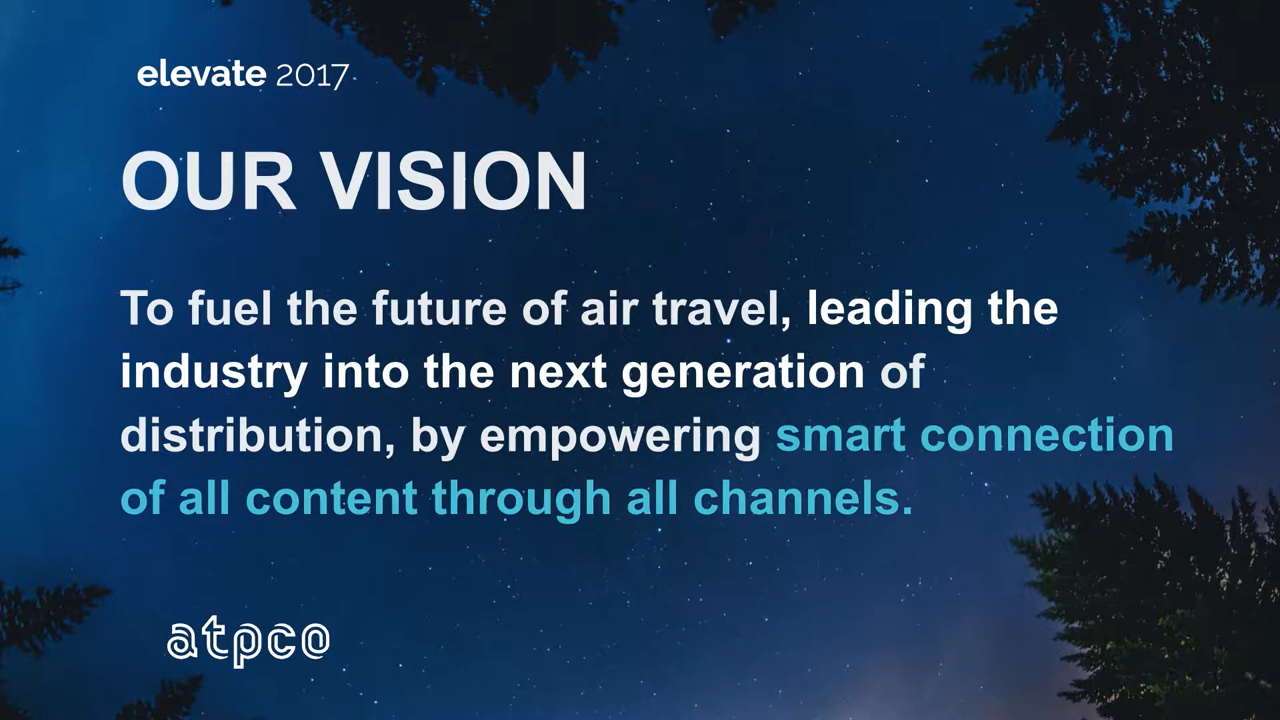 elevate 2017
OUR VISION
To fuel the future of air travel, leading the
industry into the next generation of
distribution, by empowering smart connection
of all content through all channels.
atpco